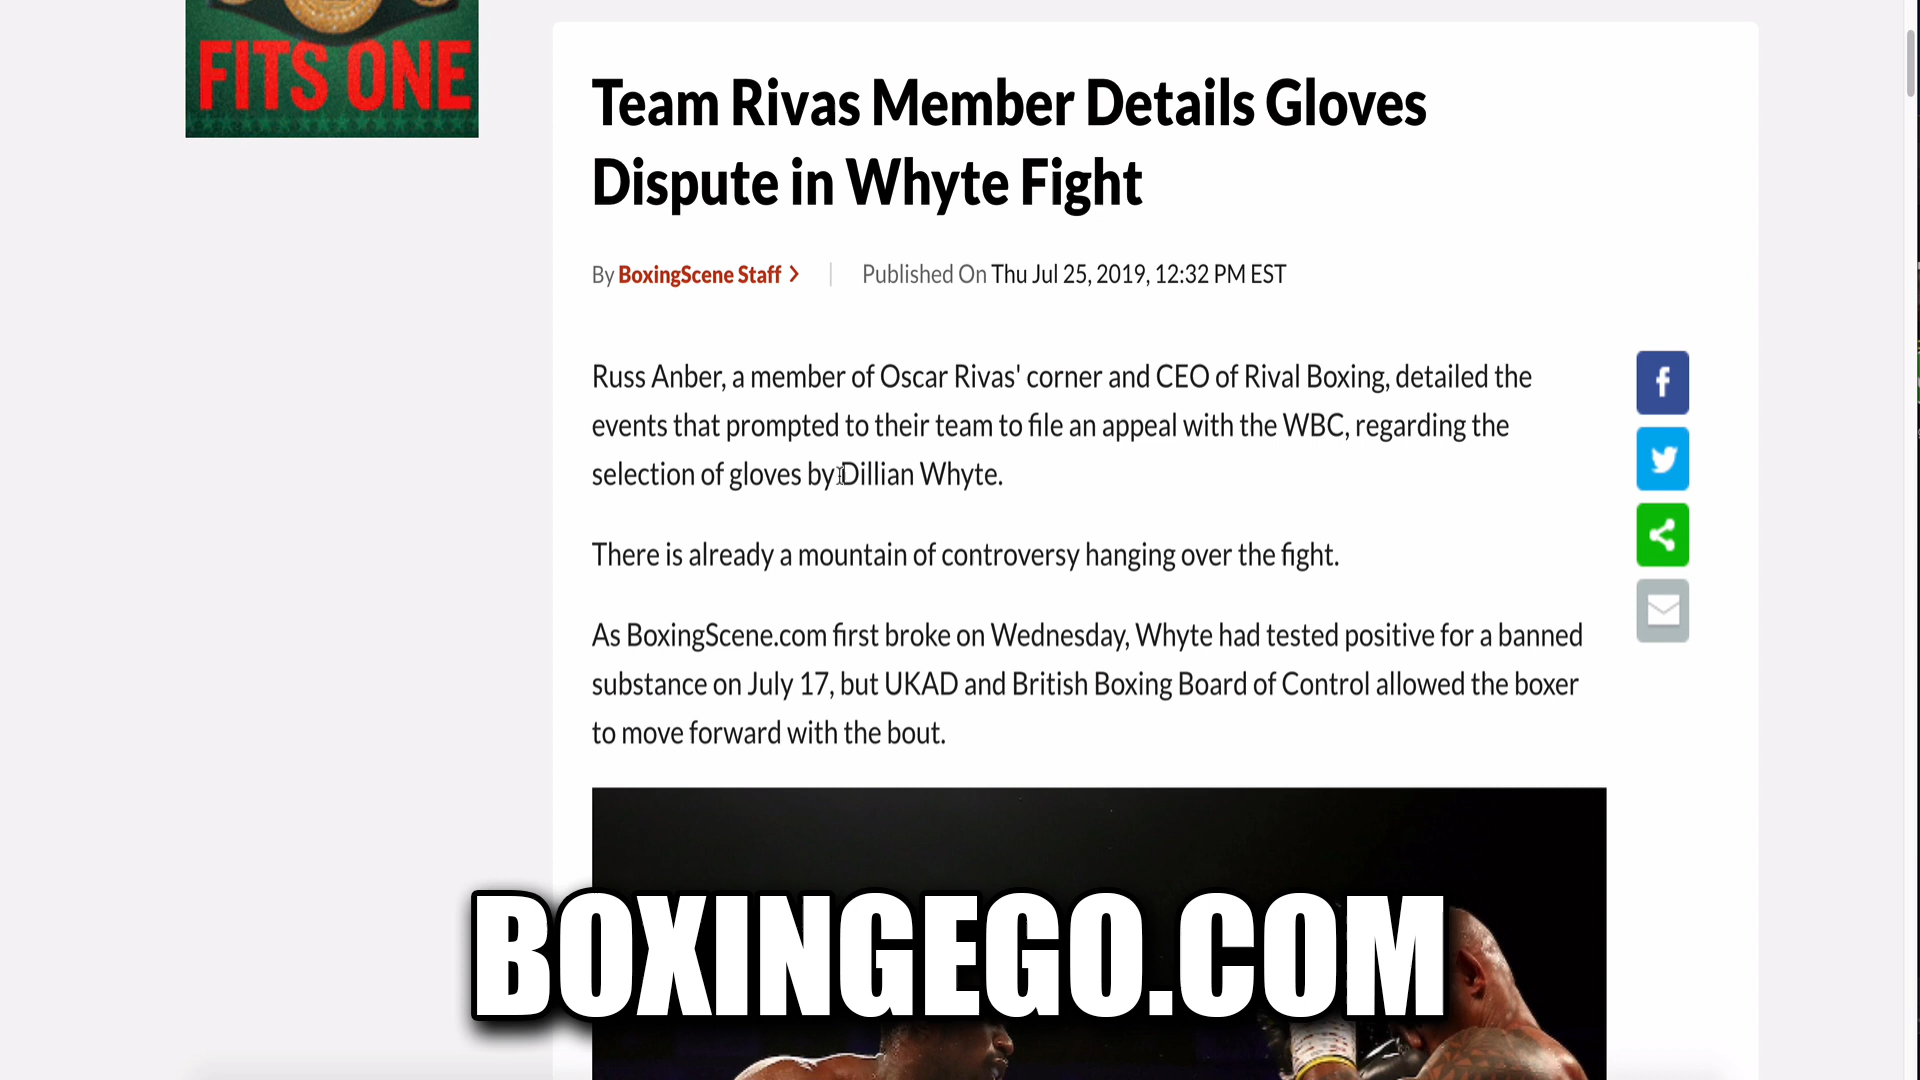 FITS ONE
Team Rivas Member Details Gloves
Dispute in Whyte Fight
By BoxingScene Staff > | Published On Thu Jul 25, 2019, 12:32 PM EST
Russ Anber, a member of Oscar Rivas' corner and CEO of Rival Boxing, detailed the
events that prompted to their team to file an appeal with the WBC, regarding the
selection of gloves by Dillian Whyte.
There is already a mountain of controversy hanging over the fight.
As BoxingScene.com first broke on Wednesday, Whyte had tested positive for a banned
substance on July 17, but UKAD and British Boxing Board of Control allowed the boxer
to move forward with the bout.
BOXINGEGO.COM